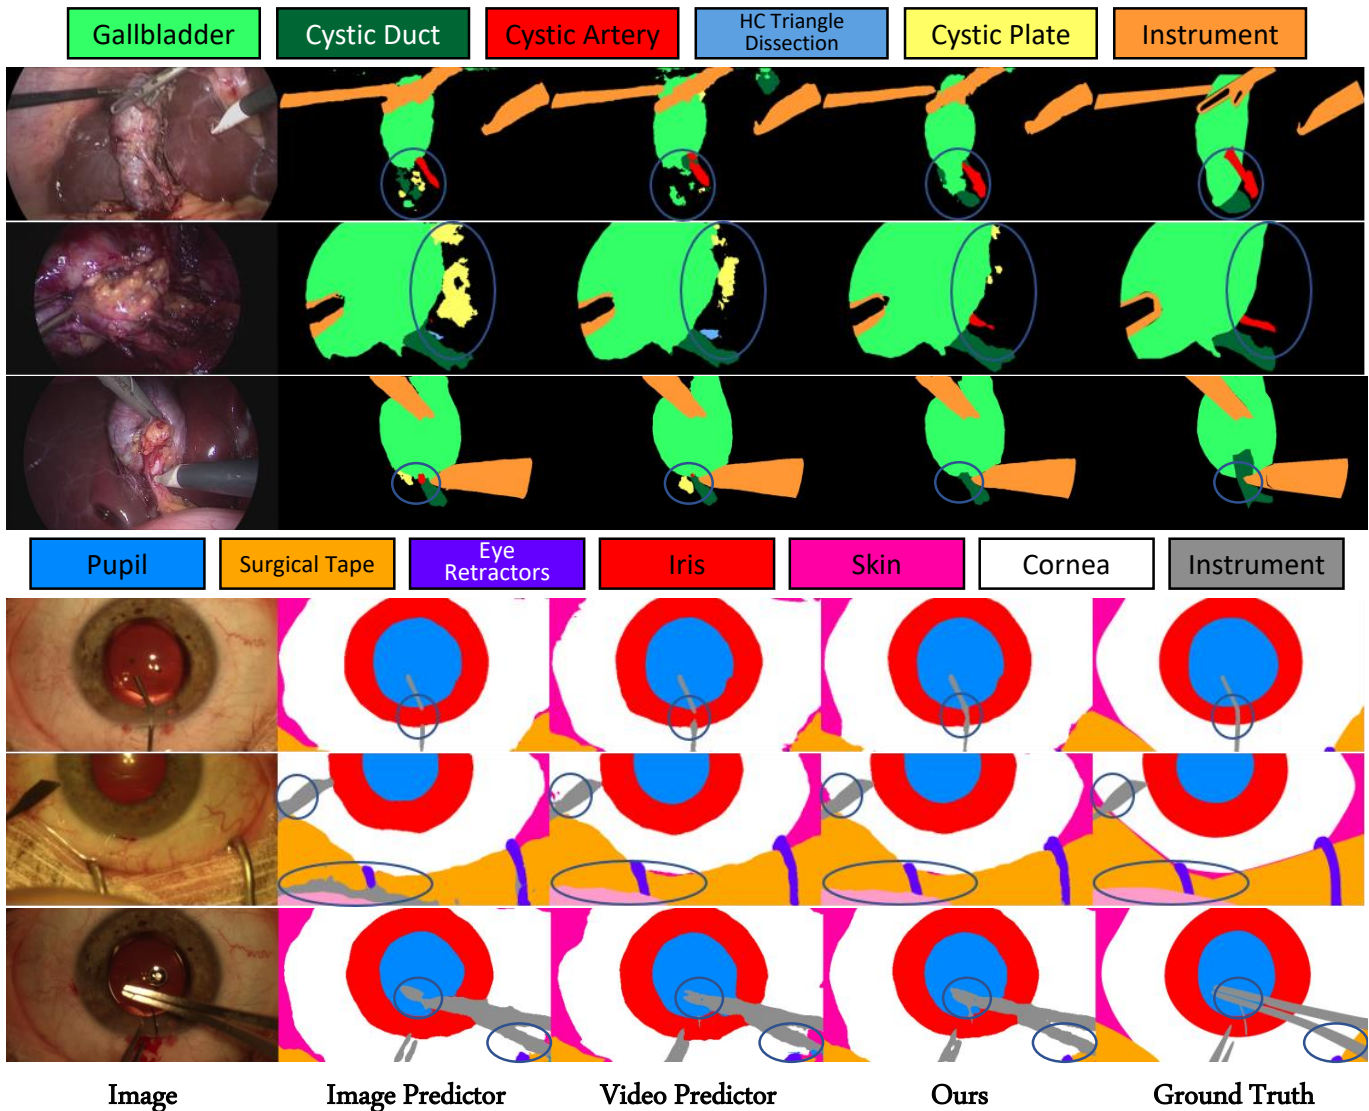 Gallbladder
Cystic Duct
Cystic Artery
HC Triangle
Dissection
Cystic Plate
Instrument
Pupil
Surgical Tape
Eye
Retractors
Iris
Skin
Cornea
Instrument
Image
Image Predictor
Video Predictor
Ours
Ground Truth